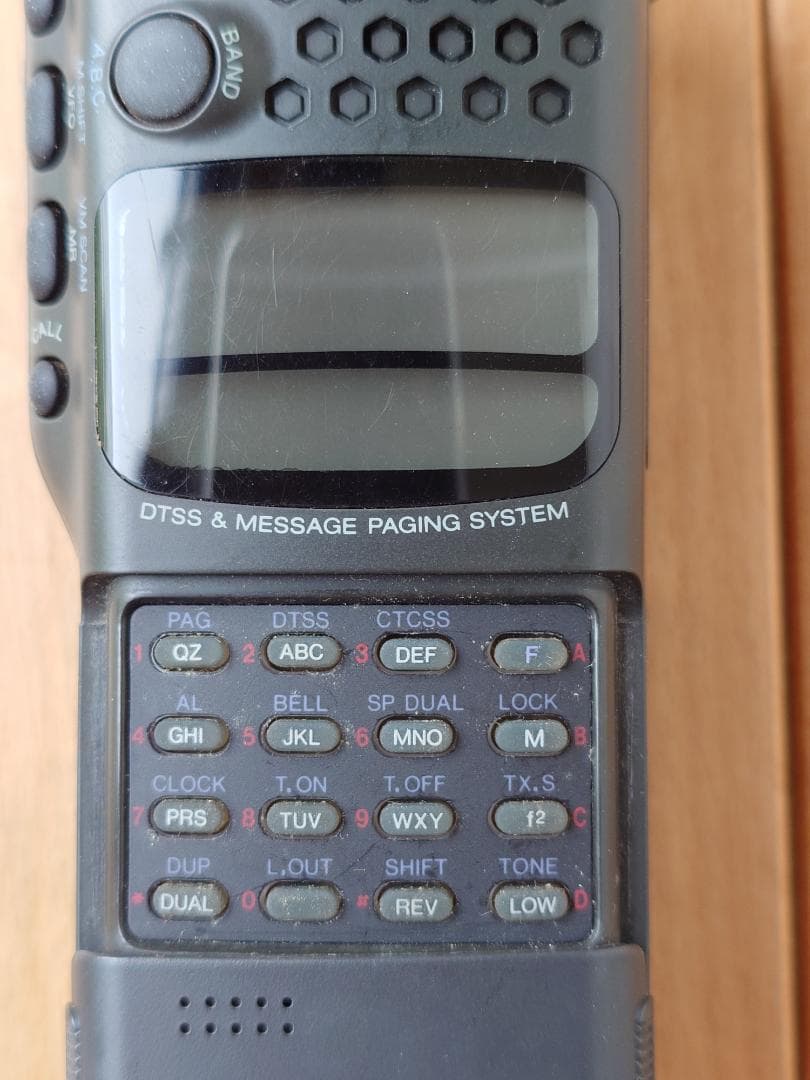 BAND
A.B.C
M.SHIFT
VFO
V/M SCAN
MR
CALL
DTSS & MESSAGE PAGING SYSTEM
PAG DTSS CTCSS
1 QZ 2 ABC 3 DEF F A
AL BELL SP DUAL LOCK
4 GHI 5 JKL 6 MNO M B
CLOCK T.ON T.OFF TX.S
7 PRS 8 TUV 9 WXY f2 C
DUP L.OUT SHIFT TONE
* DUAL 0 # REV LOW D